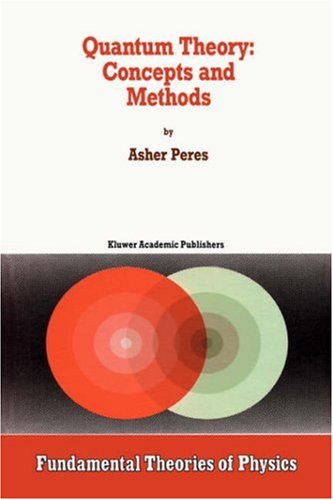 Quantum Theory:
Concepts and
Methods
by
Asher Peres
Kluwer Academic Publishers
Fundamental Theories of Physics